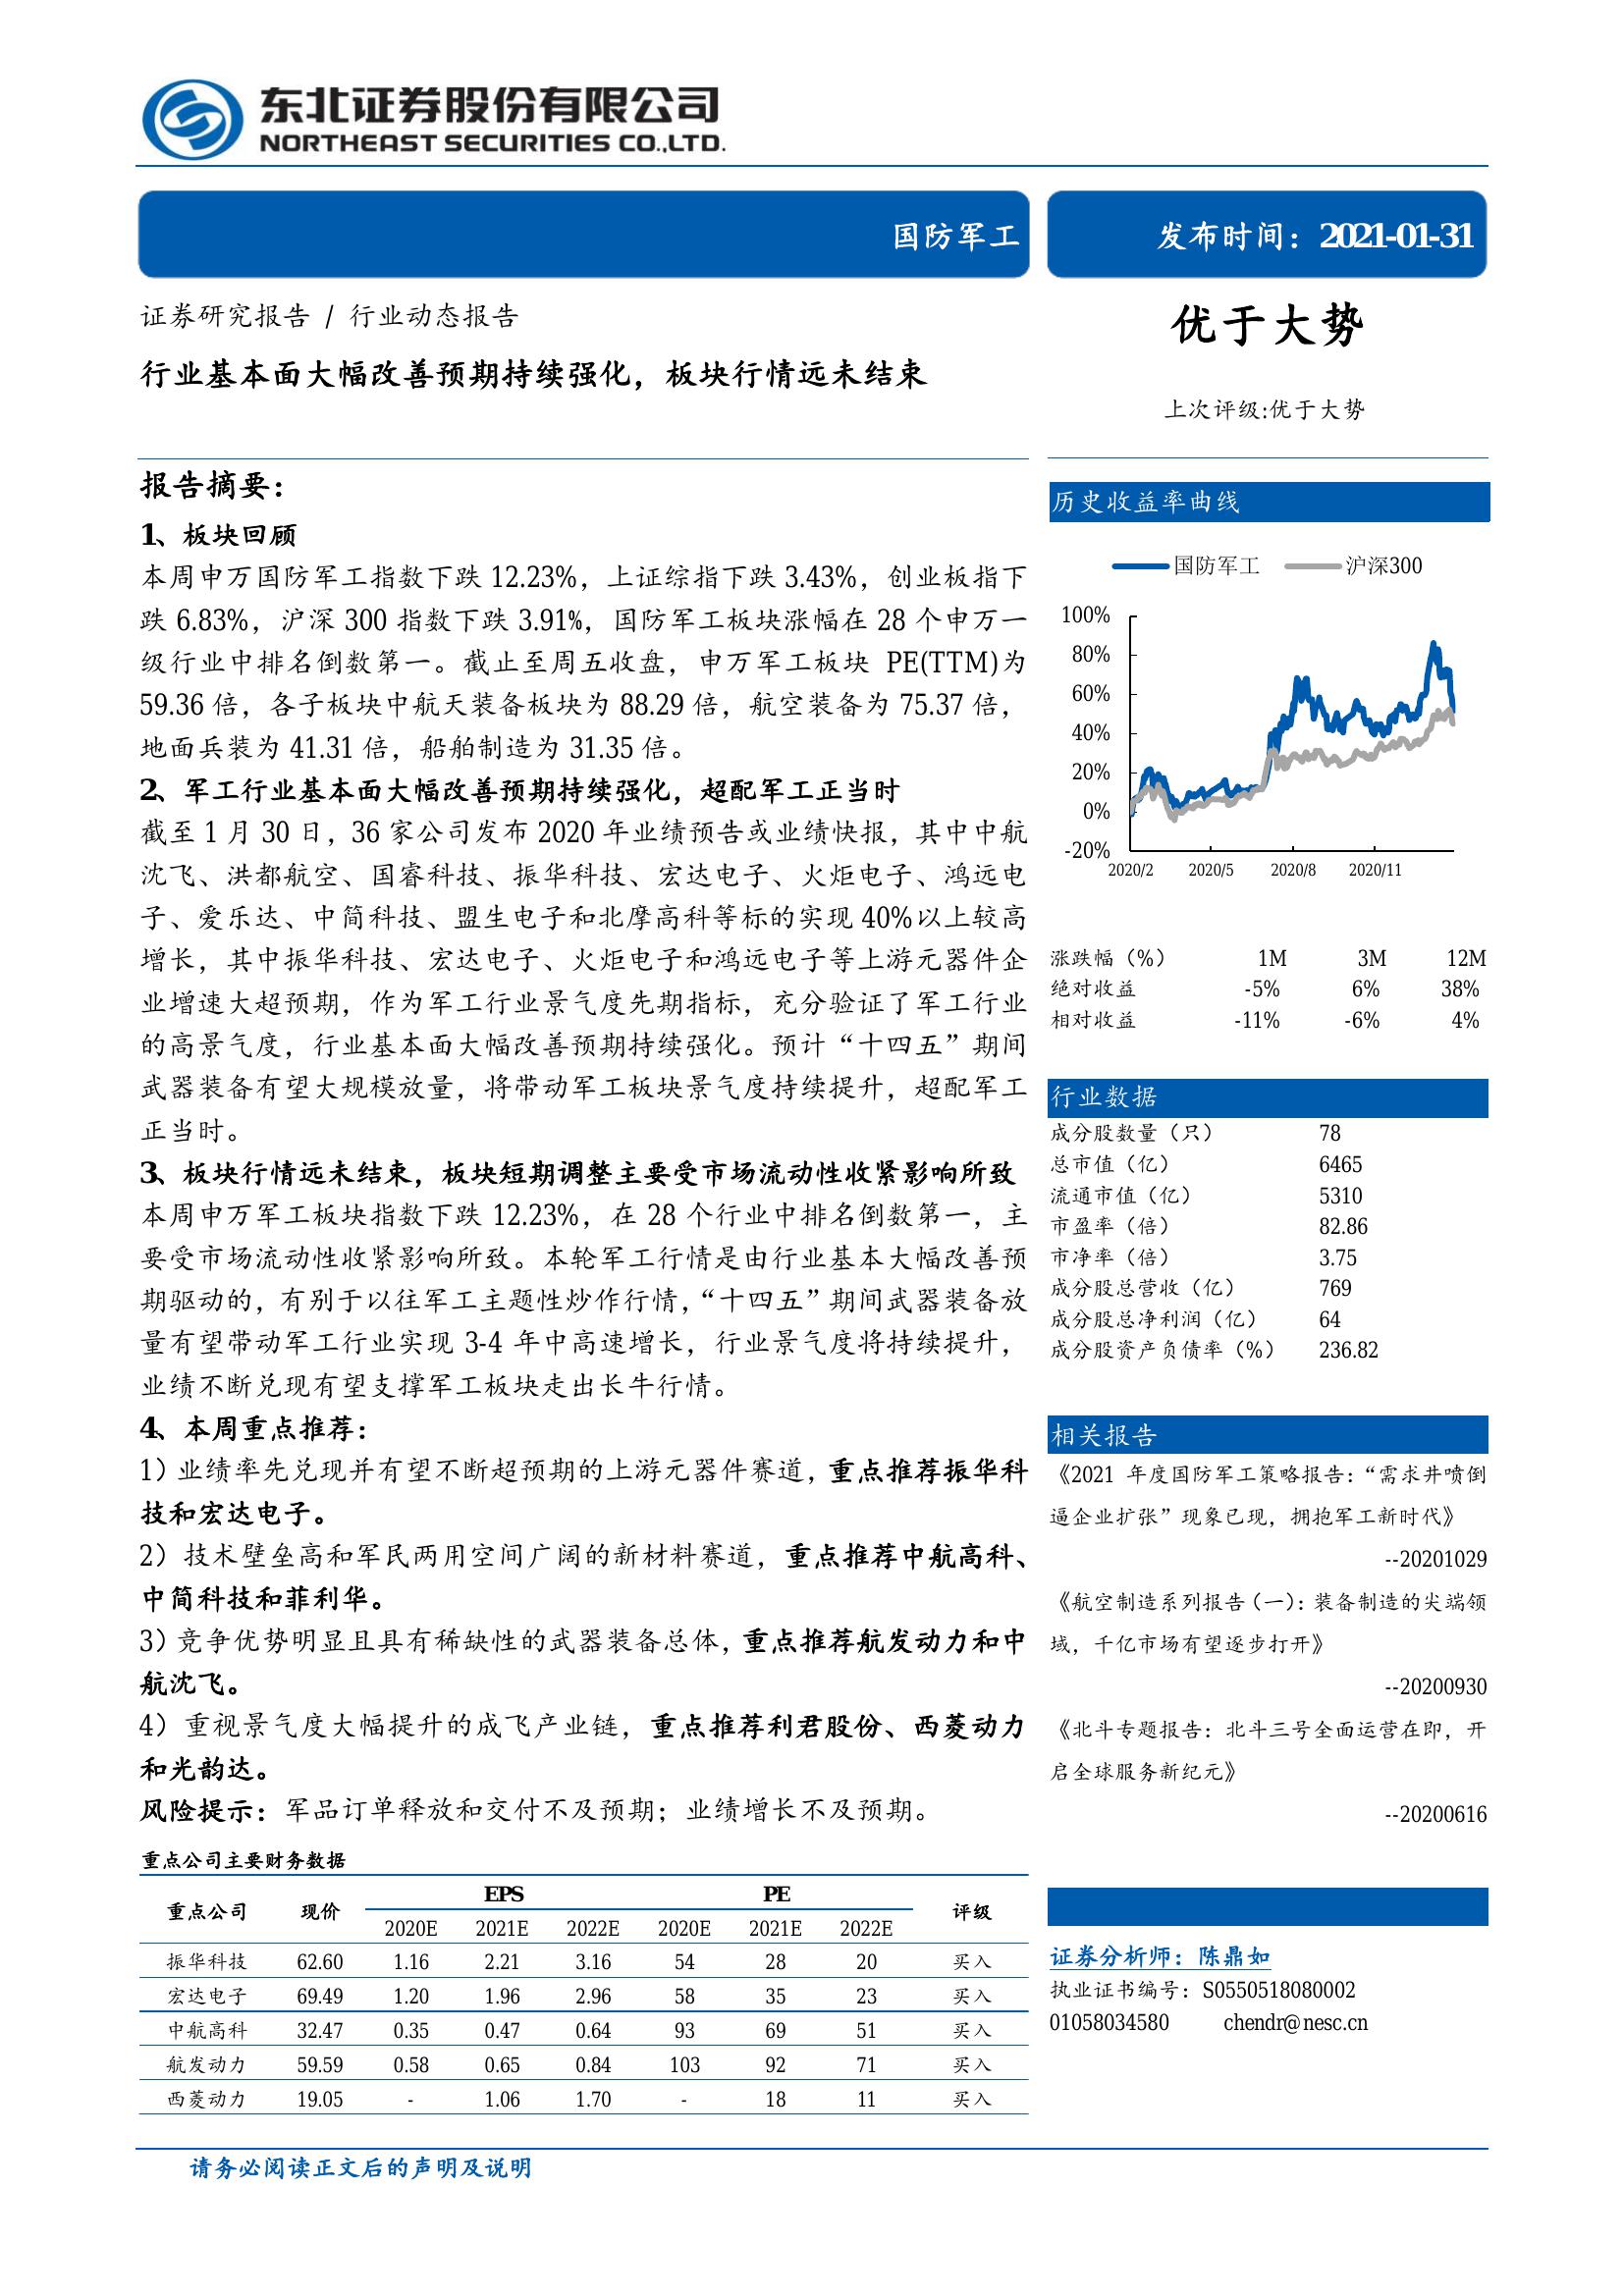 东北证券股份有限公司
NORTHEAST SECURITIES CO.,LTD.
国防军工
发布时间：2021-01-31
证券研究报告 / 行业动态报告
行业基本面大幅改善预期持续强化，板块行情远未结束
优于大势
上次评级:优于大势
报告摘要：
1、板块回顾
本周申万国防军工指数下跌 12.23%，上证综指下跌 3.43%，创业板指下
跌 6.83%，沪深 300 指数下跌 3.91%，国防军工板块涨幅在 28 个申万一
级行业中排名倒数第一。截止至周五收盘，申万军工板块 PE(TTM)为
59.36 倍，各子板块中航天装备板块为 88.29 倍，航空装备为 75.37 倍，
地面兵装为 41.31 倍，船舶制造为 31.35 倍。
2、军工行业基本面大幅改善预期持续强化，超配军工正当时
截至 1 月 30 日，36 家公司发布 2020 年业绩预告或业绩快报，其中中航
沈飞、洪都航空、国睿科技、振华科技、宏达电子、火炬电子、鸿远电
子、爱乐达、中简科技、盟生电子和北摩高科等标的实现 40%以上较高
增长，其中振华科技、宏达电子、火炬电子和鸿远电子等上游元器件企
业增速大超预期，作为军工行业景气度先期指标，充分验证了军工行业
的高景气度，行业基本面大幅改善预期持续强化。预计“十四五”期间
武器装备有望大规模放量，将带动军工板块景气度持续提升，超配军工
正当时。
3、板块行情远未结束，板块短期调整主要受市场流动性收紧影响所致
本周申万军工板块指数下跌 12.23%，在 28 个行业中排名倒数第一，主
要受市场流动性收紧影响所致。本轮军工行情是由行业基本大幅改善预
期驱动的，有别于以往军工主题性炒作行情，“十四五”期间武器装备放
量有望带动军工行业实现 3-4 年中高速增长，行业景气度将持续提升，
业绩不断兑现有望支撑军工板块走出长牛行情。
4、本周重点推荐：
1）业绩率先兑现并有望不断超预期的上游元器件赛道，重点推荐振华科
技和宏达电子。
2）技术壁垒高和军民两用空间广阔的新材料赛道，重点推荐中航高科、
中简科技和菲利华。
3）竞争优势明显且具有稀缺性的武器装备总体，重点推荐航发动力和中
航沈飞。
4）重视景气度大幅提升的成飞产业链，重点推荐利君股份、西菱动力
和光韵达。
风险提示：军品订单释放和交付不及预期；业绩增长不及预期。
重点公司主要财务数据
重点公司 现价 EPS PE 评级
2020E 2021E 2022E 2020E 2021E 2022E
振华科技 62.60 1.16 2.21 3.16 54 28 20 买入
宏达电子 69.49 1.20 1.96 2.96 58 35 23 买入
中航高科 32.47 0.35 0.47 0.64 93 69 51 买入
航发动力 59.59 0.58 0.65 0.84 103 92 71 买入
西菱动力 19.05 - 1.06 1.70 - 18 11 买入
历史收益率曲线
国防军工 沪深300
100%
80%
60%
40%
20%
0%
-20%
2020/2 2020/5 2020/8 2020/11
涨跌幅（%） 1M 3M 12M
绝对收益 -5% 6% 38%
相对收益 -11% -6% 4%
行业数据
成分股数量（只） 78
总市值（亿） 6465
流通市值（亿） 5310
市盈率（倍） 82.86
市净率（倍） 3.75
成分股总营收（亿） 769
成分股总净利润（亿） 64
成分股资产负债率（%） 236.82
相关报告
《2021 年度国防军工策略报告：“需求井喷倒
逼企业扩张”现象已现，拥抱军工新时代》
--20201029
《航空制造系列报告（一）：装备制造的尖端领
域，千亿市场有望逐步打开》
--20200930
《北斗专题报告：北斗三号全面运营在即，开
启全球服务新纪元》
--20200616
证券分析师：陈鼎如
执业证书编号：S0550518080002
01058034580 chendr@nesc.cn
请务必阅读正文后的声明及说明